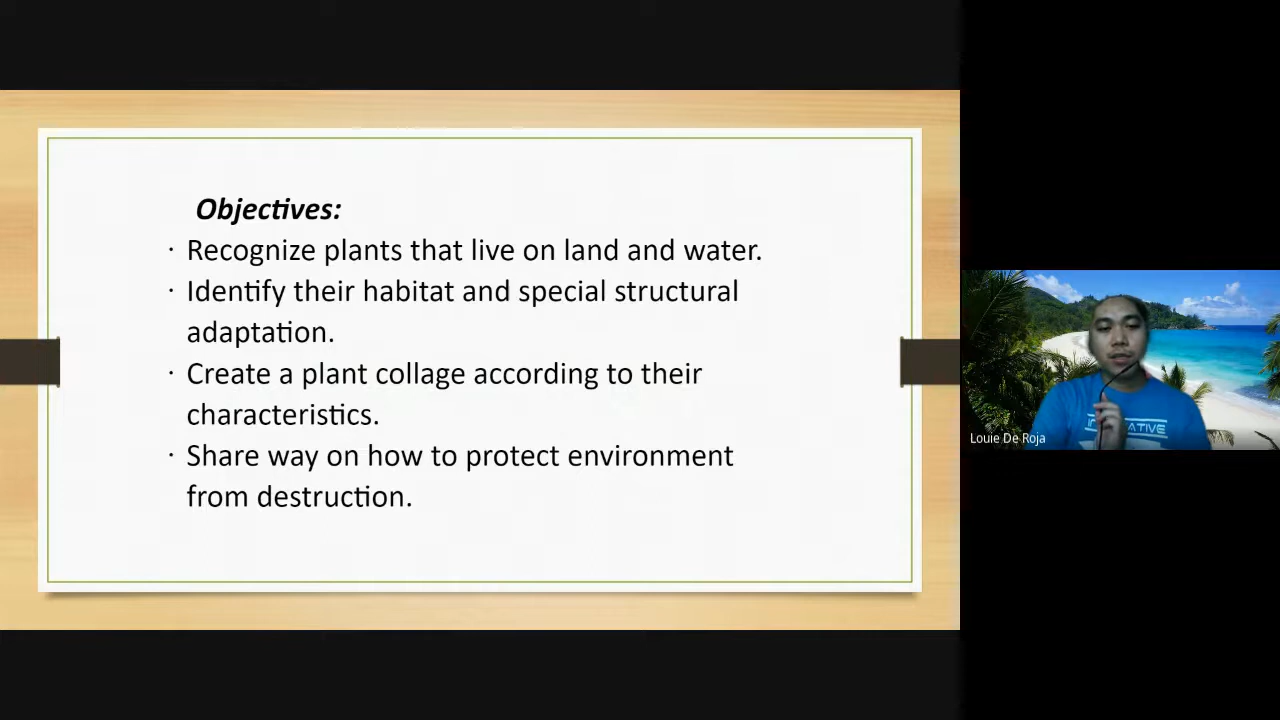 Objectives:
· Recognize plants that live on land and water.
· Identify their habitat and special structural
adaptation.
· Create a plant collage according to their
characteristics.
· Share way on how to protect environment
from destruction.
Louie De Roja